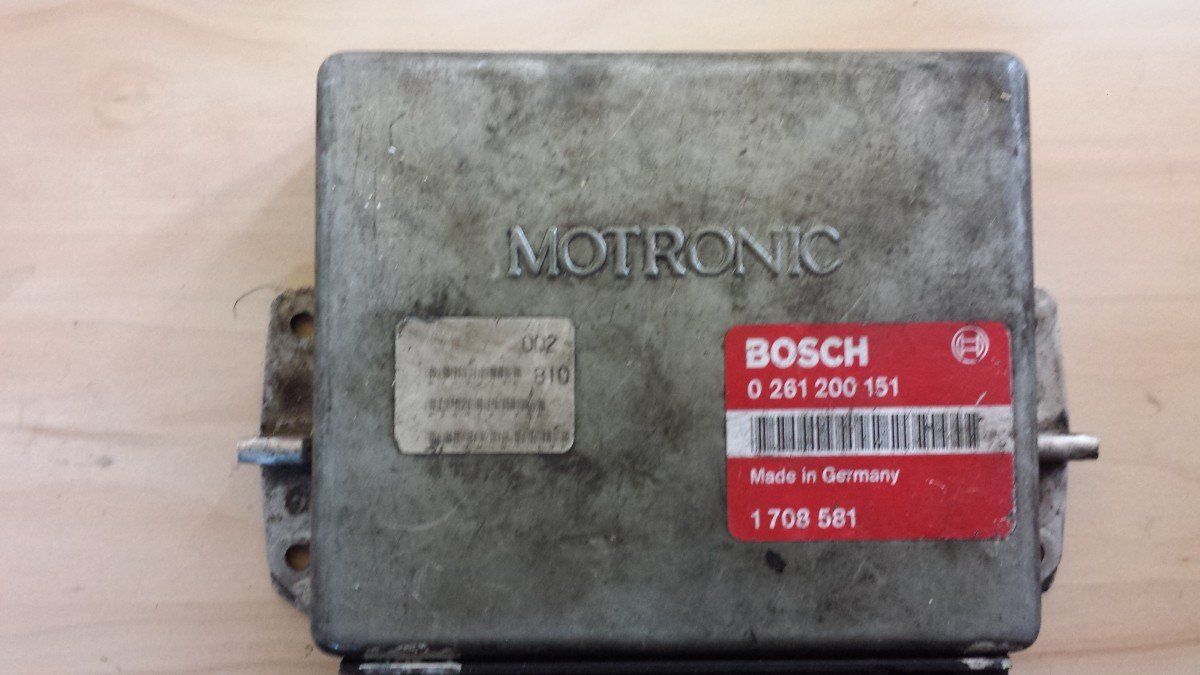 MOTRONIC
002
810
BOSCH
0 261 200 151
Made in Germany
1 708 581